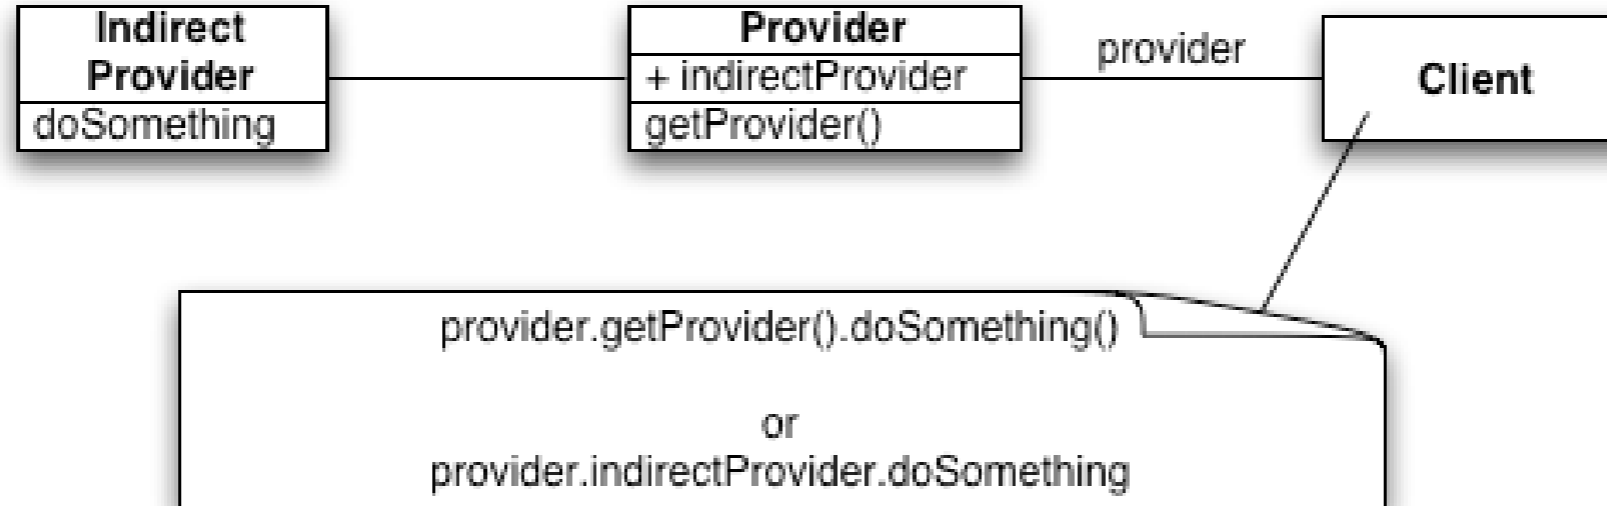 Indirect
Provider
doSomething
Provider
+ indirectProvider
getProvider()
provider
Client
provider.getProvider().doSomething()
or
provider.indirectProvider.doSomething